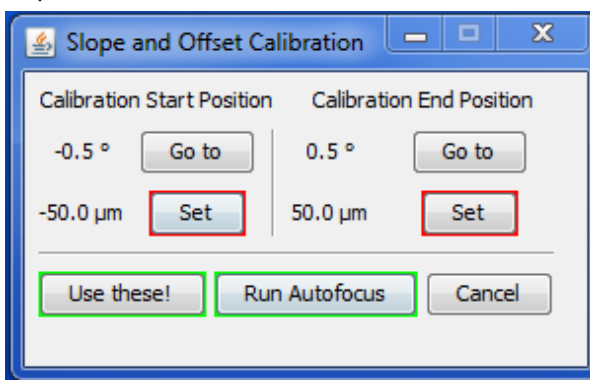 Slope and Offset Calibration
Calibration Start Position Calibration End Position
-0.5 ° Go to 0.5 ° Go to
-50.0 µm Set 50.0 µm Set
Use these! Run Autofocus Cancel